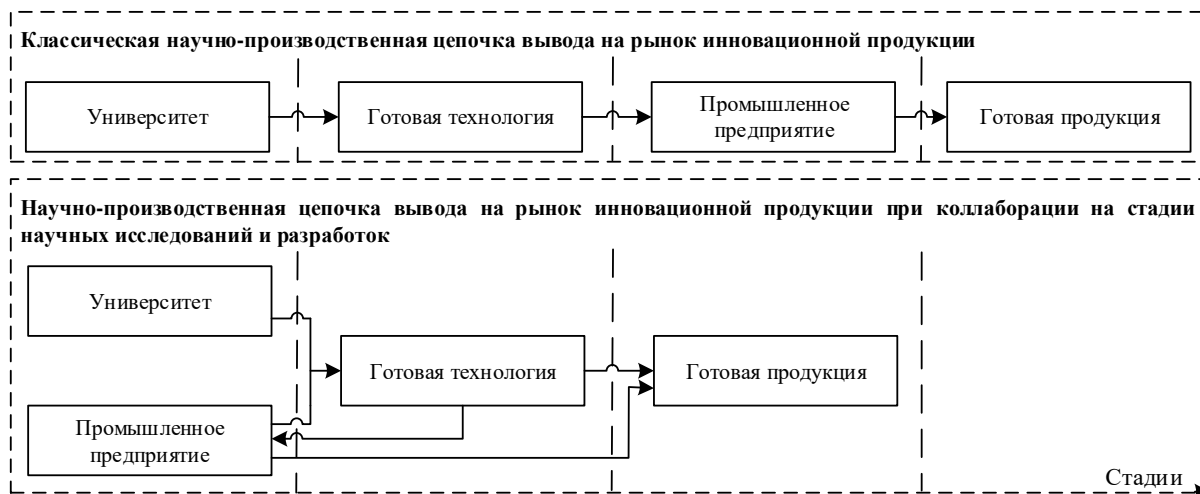 Классическая научно-производственная цепочка вывода на рынок инновационной продукции
Университет
Готовая технология
Промышленное
предприятие
Готовая продукция
Научно-производственная цепочка вывода на рынок инновационной продукции при коллаборации на стадии
научных исследований и разработок
Университет
Готовая технология
Готовая продукция
Промышленное
предприятие
Стадии